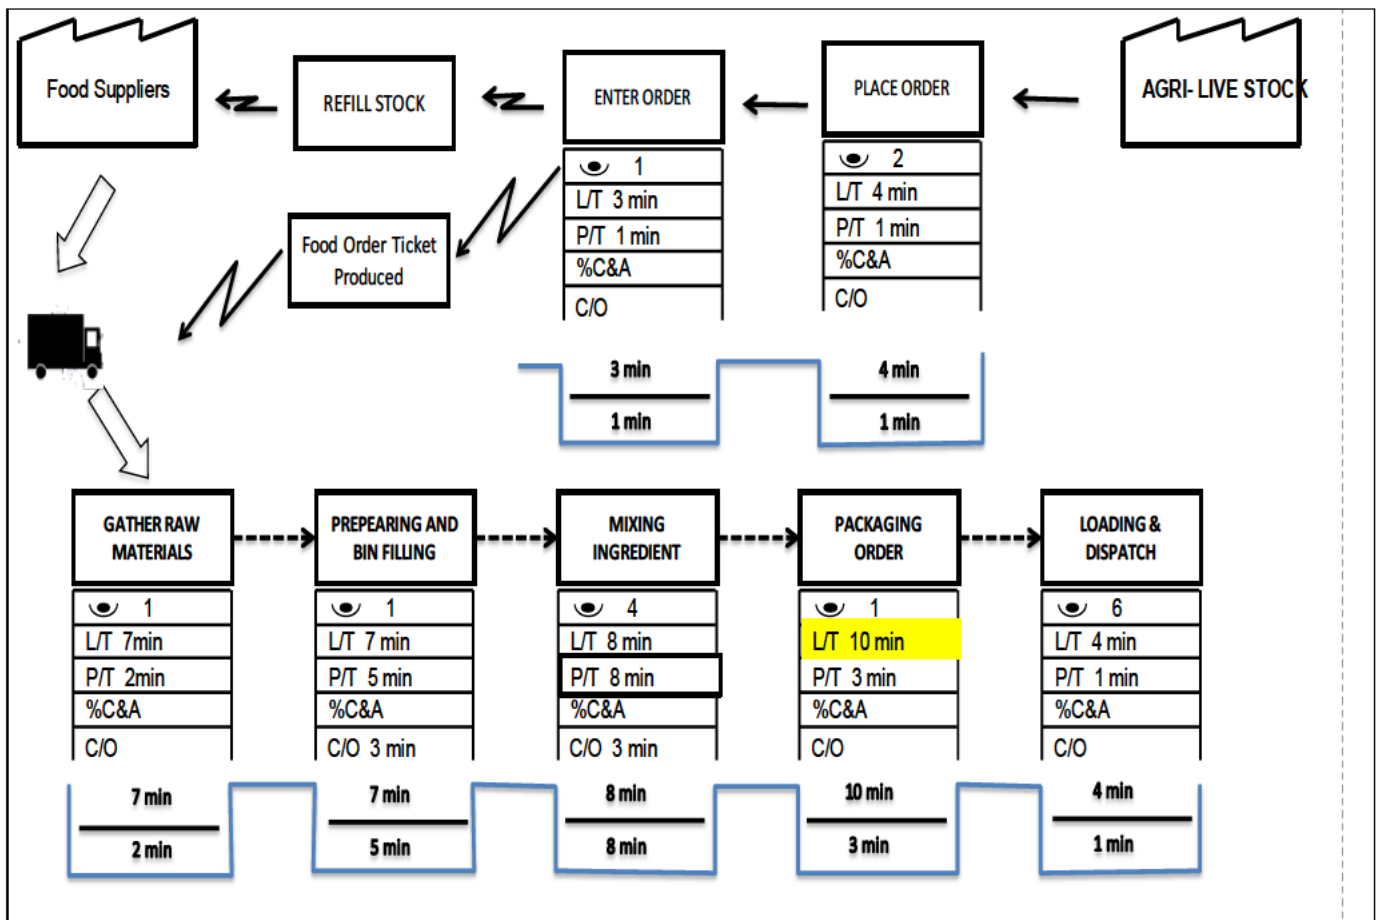 Food Suppliers
REFILL STOCK
ENTER ORDER
PLACE ORDER
AGRI- LIVE STOCK
1
L/T 3 min
P/T 1 min
%C&A
C/O
2
L/T 4 min
P/T 1 min
%C&A
C/O
Food Order Ticket
Produced
3 min
1 min
4 min
1 min
GATHER RAW
MATERIALS
PREPEARING AND
BIN FILLING
MIXING
INGREDIENT
PACKAGING
ORDER
LOADING &
DISPATCH
1
L/T 7min
P/T 2min
%C&A
C/O
1
L/T 7 min
P/T 5 min
%C&A
C/O 3 min
4
L/T 8 min
P/T 8 min
%C&A
C/O 3 min
1
L/T 10 min
P/T 3 min
%C&A
C/O
6
L/T 4 min
P/T 1 min
%C&A
C/O
7 min
2 min
7 min
5 min
8 min
8 min
10 min
3 min
4 min
1 min